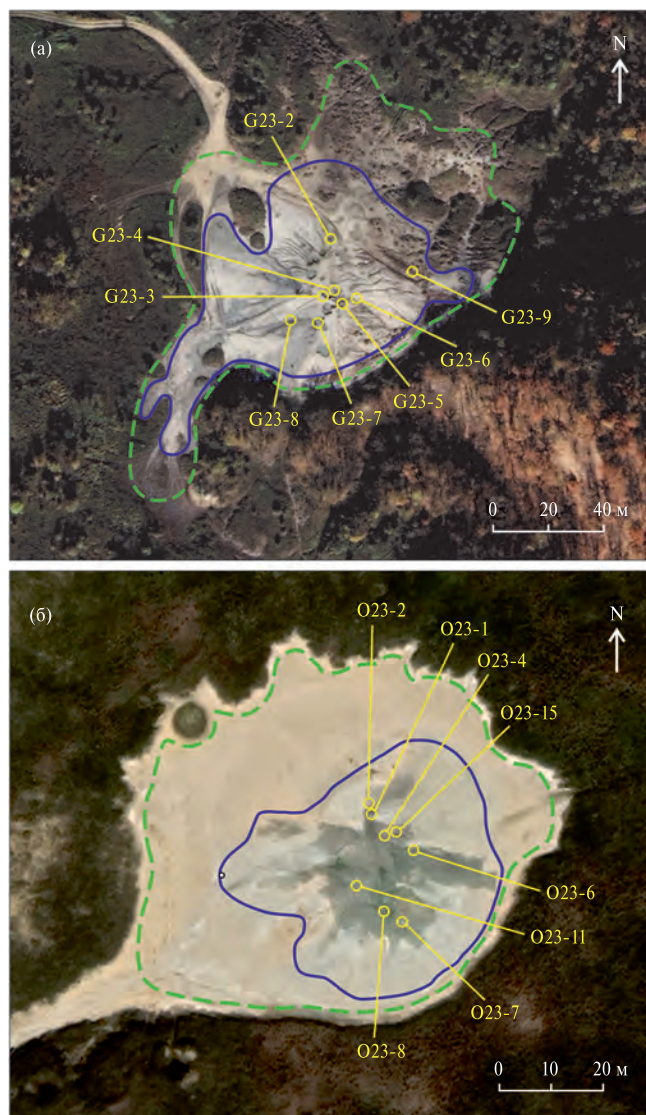 (а)
N
G23-2
G23-4
G23-3
G23-9
G23-6
G23-5
G23-8
G23-7
0 20 40 м
(б)
N
O23-2
O23-1
O23-4
O23-15
O23-6
O23-11
O23-7
O23-8
0 10 20 м